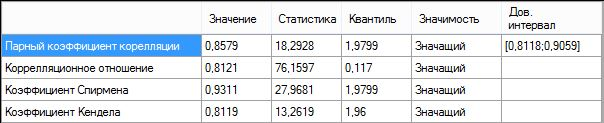 Значение Статистика Квантиль Значимость Дов. интервал
Парный коэффициент корелляции 0,8579 18,2928 1,9799 Значащий [0,8118;0,9059]
Корреляционное отношение 0,8121 76,1597 0,117 Значащий
Коэффициент Спирмена 0,9311 27,9681 1,9799 Значащий
Коэффициент Кендела 0,8119 13,2619 1,96 Значащий